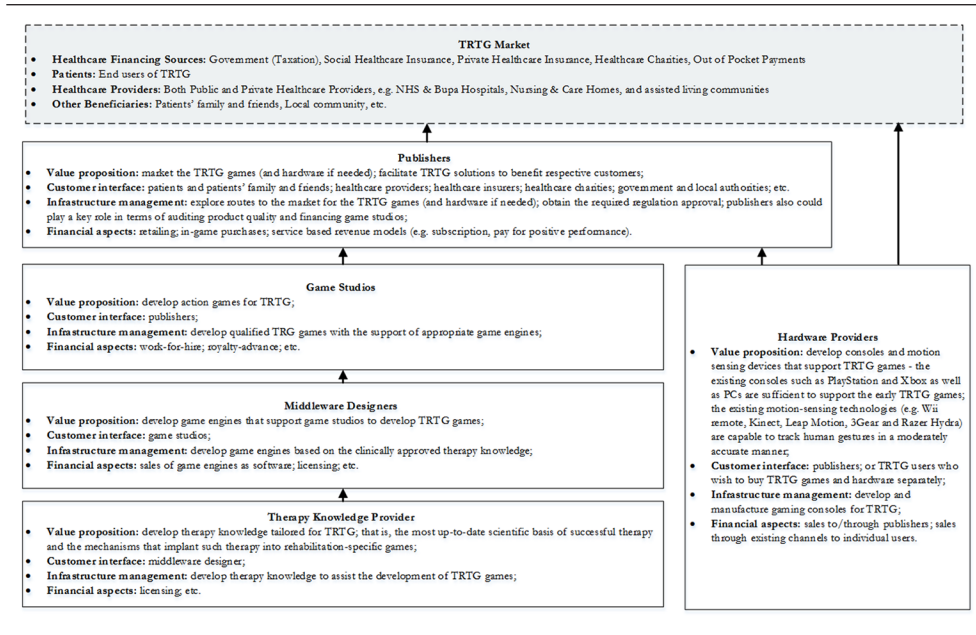 TRTG Market
• Healthcare Financing Sources: Government (Taxation), Social Healthcare Insurance, Private Healthcare Insurance, Healthcare Charities, Out of Pocket Payments
• Patients: End users of TRTG
• Healthcare Providers: Both Public and Private Healthcare Providers, e.g. NHS & Bupa Hospitals, Nursing & Care Homes, and assisted living communities
• Other Beneficiaries: Patients' family and friends, Local community, etc.
Publishers
• Value proposition: market the TRTG games (and hardware if needed); facilitate TRTG solutions to benefit respective customers;
• Customer interface: patients and patients' family and friends; healthcare providers; healthcare insurers; healthcare charities; government and local authorities; etc.
• Infrastructure management: explore routes to the market for the TRTG games (and hardware if needed); obtain the required regulation approval; publishers also could
play a key role in terms of auditing product quality and financing game studios;
• Financial aspects: retailing; in-game purchases; service based revenue models (e.g. subscription, pay for positive performance).
Game Studios
• Value proposition: develop action games for TRTG;
• Customer interface: publishers;
• Infrastructure management: develop qualified TRG games with the support of appropriate game engines;
• Financial aspects: work-for-hire; royalty-advance; etc.
Middleware Designers
• Value proposition: develop game engines that support game studios to develop TRTG games;
• Customer interface: game studios;
• Infrastructure management: develop game engines based on the clinically approved therapy knowledge;
• Financial aspects: sales of game engines as software; licensing; etc.
Therapy Knowledge Provider
• Value proposition: develop therapy knowledge tailored for TRTG; that is, the most up-to-date scientific basis of successful therapy
and the mechanisms that implant such therapy into rehabilitation-specific games;
• Customer interface: middleware designer;
• Infrastructure management: develop therapy knowledge to assist the development of TRTG games;
• Financial aspects: licensing; etc.
Hardware Providers
• Value proposition: develop consoles and motion
sensing devices that support TRTG games - the
existing consoles such as PlayStation and Xbox as well
as PCs are sufficient to support the early TRTG games;
the existing motion-sensing technologies (e.g. Wii
remote, Kinect, Leap Motion, 3Gear and Razer Hydra)
are capable to track human gestures in a moderately
accurate manner;
• Customer interface: publishers; or TRTG users who
wish to buy TRTG games and hardware separately;
• Infrastructure management: develop and
manufacture gaming consoles for TRTG;
• Financial aspects: sales to/through publishers; sales
through existing channels to individual users.